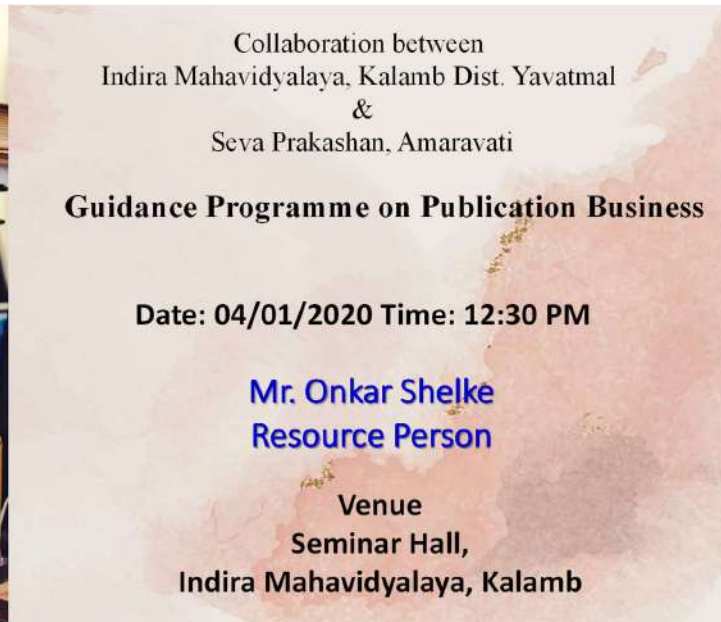 Collaboration between
Indira Mahavidyalaya, Kalamb Dist. Yavatmal
&
Seva Prakashan, Amaravati
Guidance Programme on Publication Business
Date: 04/01/2020 Time: 12:30 PM
Mr. Onkar Shelke
Resource Person
Venue
Seminar Hall,
Indira Mahavidyalaya, Kalamb